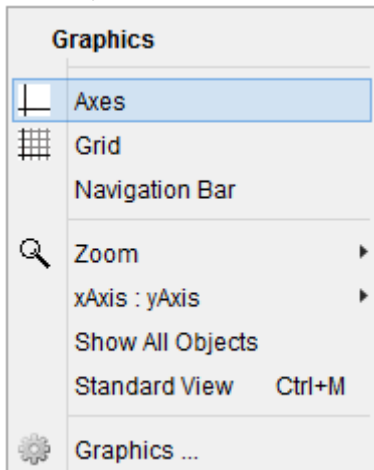 Graphics
Axes
Grid
Navigation Bar
Zoom
xAxis : yAxis
Show All Objects
Standard View Ctrl+M
Graphics ...